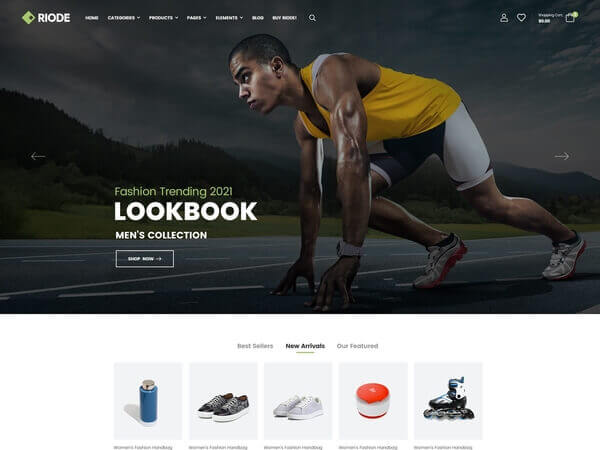 RIODE
HOME CATEGORIES PRODUCTS PAGES ELEMENTS BLOG BUY RIODE!
Shopping Cart:
$0.00
Fashion Trending 2021
LOOKBOOK
MEN'S COLLECTION
SHOP NOW
Best Sellers New Arrivals Our Featured
Women's Fashion Handbag Women's Fashion Handbag Women's Fashion Handbag Women's Fashion Handbag Women's Fashion Handbag